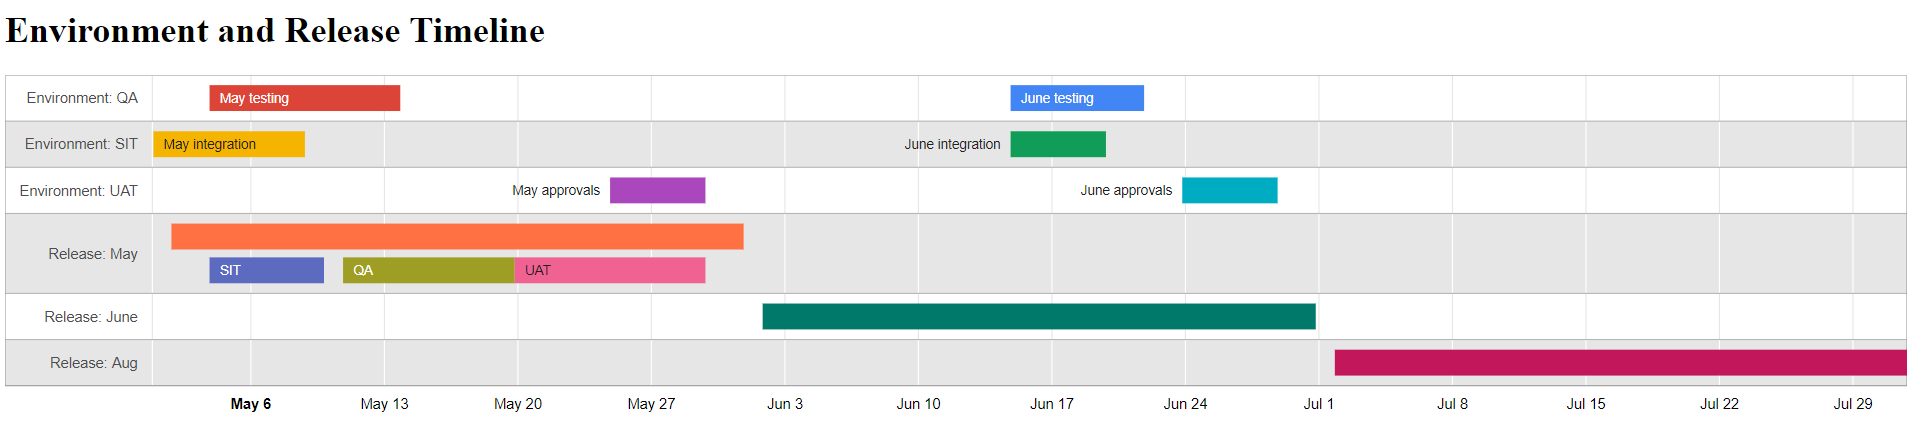 Environment and Release Timeline
Environment: QA
May testing
June testing
Environment: SIT
May integration
June integration
Environment: UAT
May approvals
June approvals
Release: May
SIT
QA
UAT
Release: June
Release: Aug
May 6
May 13
May 20
May 27
Jun 3
Jun 10
Jun 17
Jun 24
Jul 1
Jul 8
Jul 15
Jul 22
Jul 29